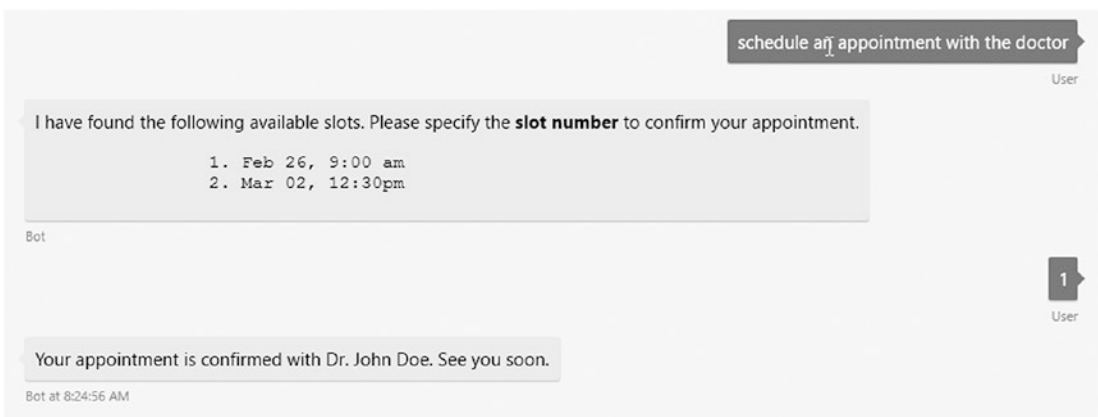 schedule an appointment with the doctor
User
I have found the following available slots. Please specify the slot number to confirm your appointment.
1. Feb 26, 9:00 am
2. Mar 02, 12:30pm
Bot
1
User
Your appointment is confirmed with Dr. John Doe. See you soon.
Bot at 8:24:56 AM